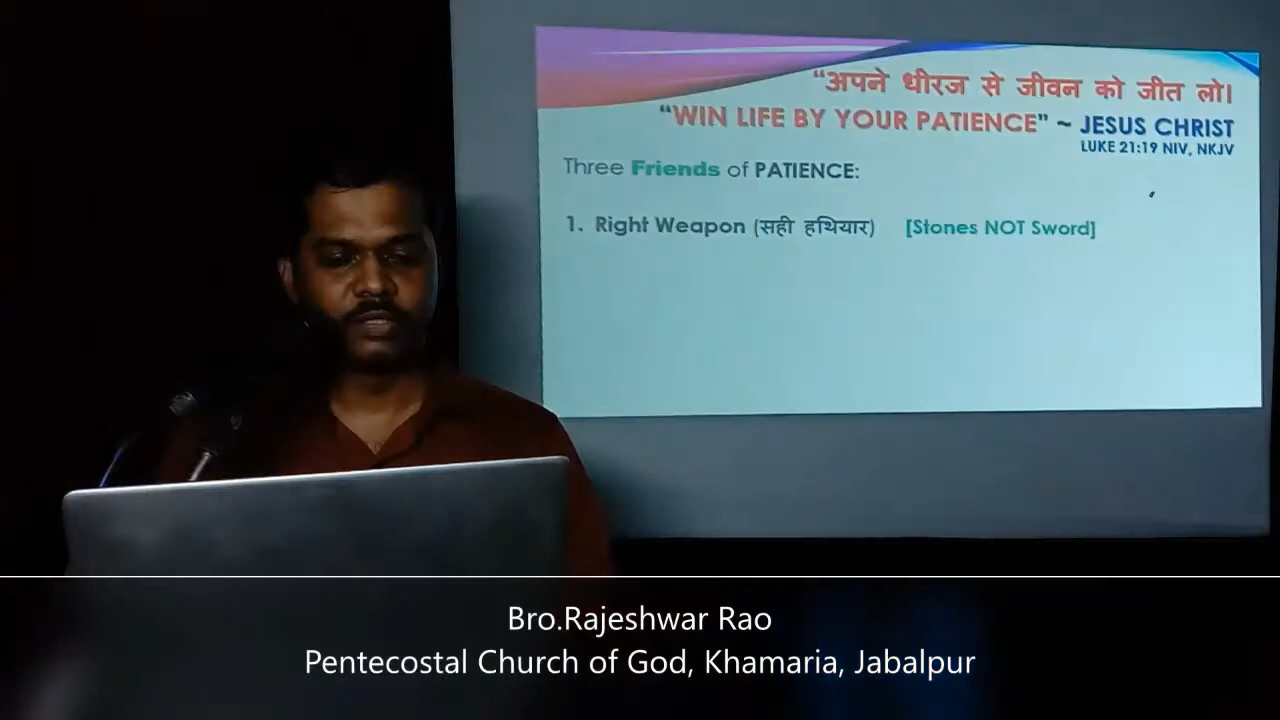 “अपने धीरज से जीवन को जीत लो।
“WIN LIFE BY YOUR PATIENCE” ~ JESUS CHRIST
LUKE 21:19 NIV, NKJV
Three Friends of PATIENCE:
1. Right Weapon (सही हथियार) [Stones NOT Sword]
Bro.Rajeshwar Rao
Pentecostal Church of God, Khamaria, Jabalpur